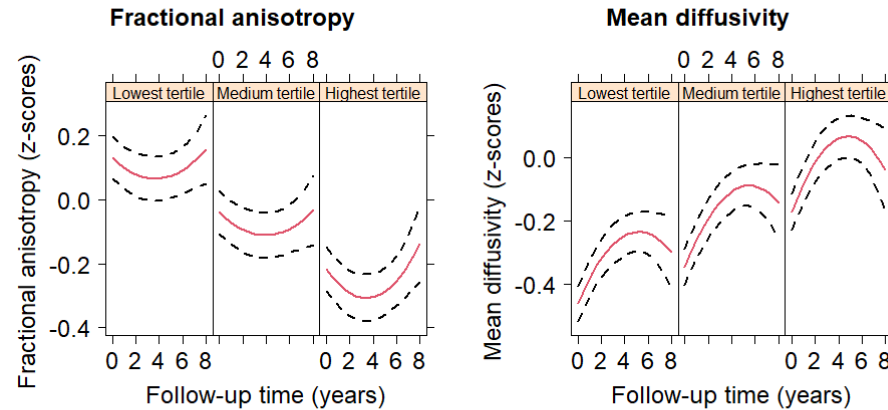 Fractional anisotropy
0 2 4 6 8
Lowest tertile Medium tertile Highest tertile
Fractional anisotropy (z-scores)
0.2
0.0
-0.2
-0.4
0 2 4 6 8 0 2 4 6 8
Follow-up time (years)
Mean diffusivity
0 2 4 6 8
Lowest tertile Medium tertile Highest tertile
Mean diffusivity (z-scores)
0.0
-0.2
-0.4
0 2 4 6 8 0 2 4 6 8
Follow-up time (years)